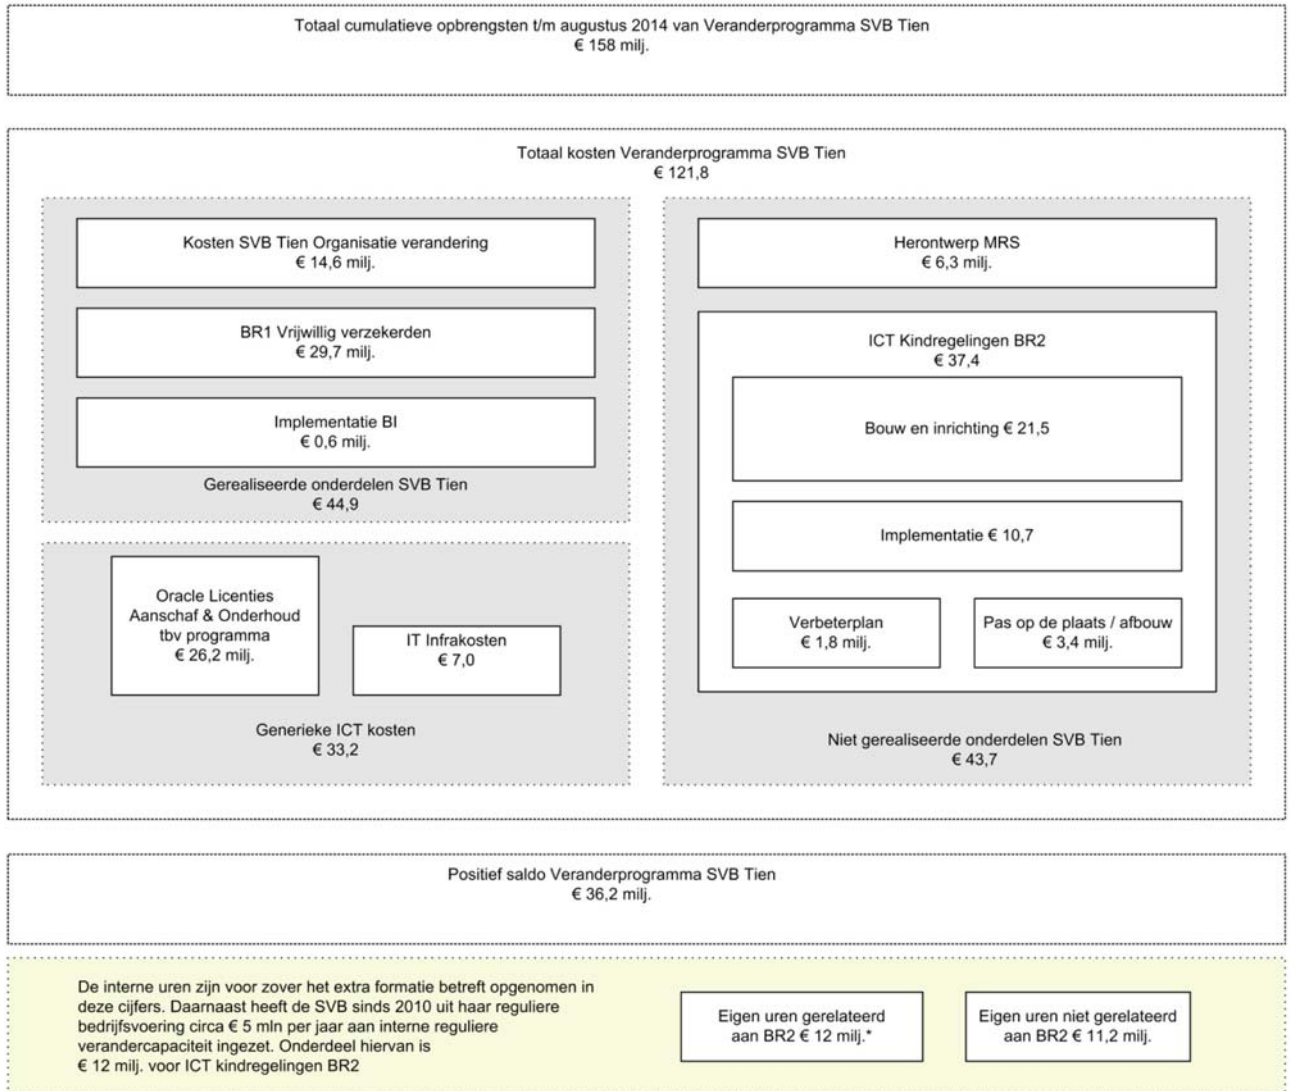 Totaal cumulatieve opbrengsten t/m augustus 2014 van Veranderprogramma SVB Tien
€ 158 milj.
Totaal kosten Veranderprogramma SVB Tien
€ 121,8
Kosten SVB Tien Organisatie verandering
€ 14,6 milj.
BR1 Vrijwillig verzekerden
€ 29,7 milj.
Implementatie BI
€ 0,6 milj.
Gerealiseerde onderdelen SVB Tien
€ 44,9
Oracle Licenties
Aanschaf & Onderhoud
tbv programma
€ 26,2 milj.
IT Infrakosten
€ 7,0
Generieke ICT kosten
€ 33,2
Herontwerp MRS
€ 6,3 milj.
ICT Kindregelingen BR2
€ 37,4
Bouw en inrichting € 21,5
Implementatie € 10,7
Verbeterplan
€ 1,8 milj.
Pas op de plaats / afbouw
€ 3,4 milj.
Niet gerealiseerde onderdelen SVB Tien
€ 43,7
Positief saldo Veranderprogramma SVB Tien
€ 36,2 milj.
De interne uren zijn voor zover het extra formatie betreft opgenomen in
deze cijfers. Daarnaast heeft de SVB sinds 2010 uit haar reguliere
bedrijfsvoering circa € 5 mln per jaar aan interne reguliere
verandercapaciteit ingezet. Onderdeel hiervan is
€ 12 milj. voor ICT kindregelingen BR2
Eigen uren gerelateerd
aan BR2 € 12 milj.*
Eigen uren niet gerelateerd
aan BR2 € 11,2 milj.